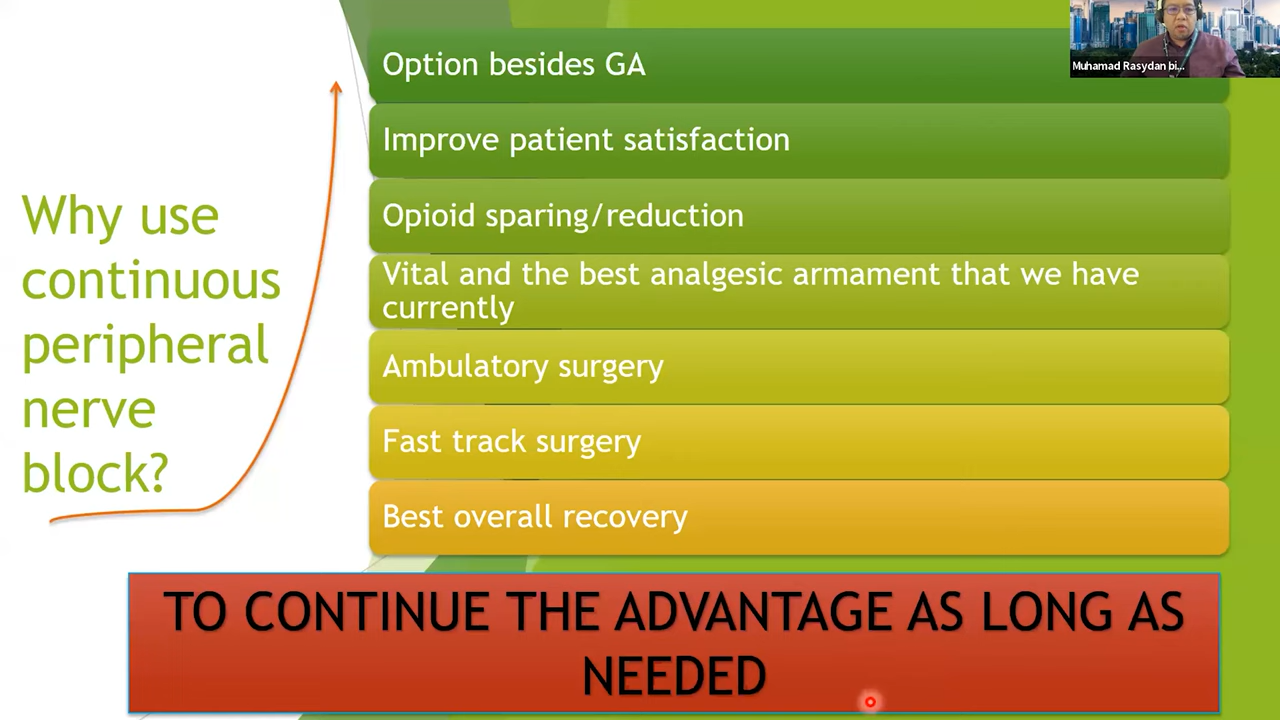 Why use
continuous
peripheral
nerve
block?
Option besides GA
Improve patient satisfaction
Opioid sparing/reduction
Vital and the best analgesic armament that we have
currently
Ambulatory surgery
Fast track surgery
Best overall recovery
TO CONTINUE THE ADVANTAGE AS LONG AS
NEEDED
Muhamad Rasydan bi...